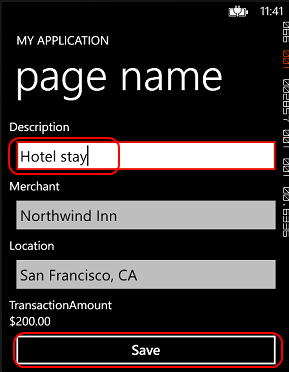 11:41
MY APPLICATION
page name
Description
Hotel stay
Merchant
Northwind Inn
Location
San Francisco, CA
TransactionAmount
$200.00
Save